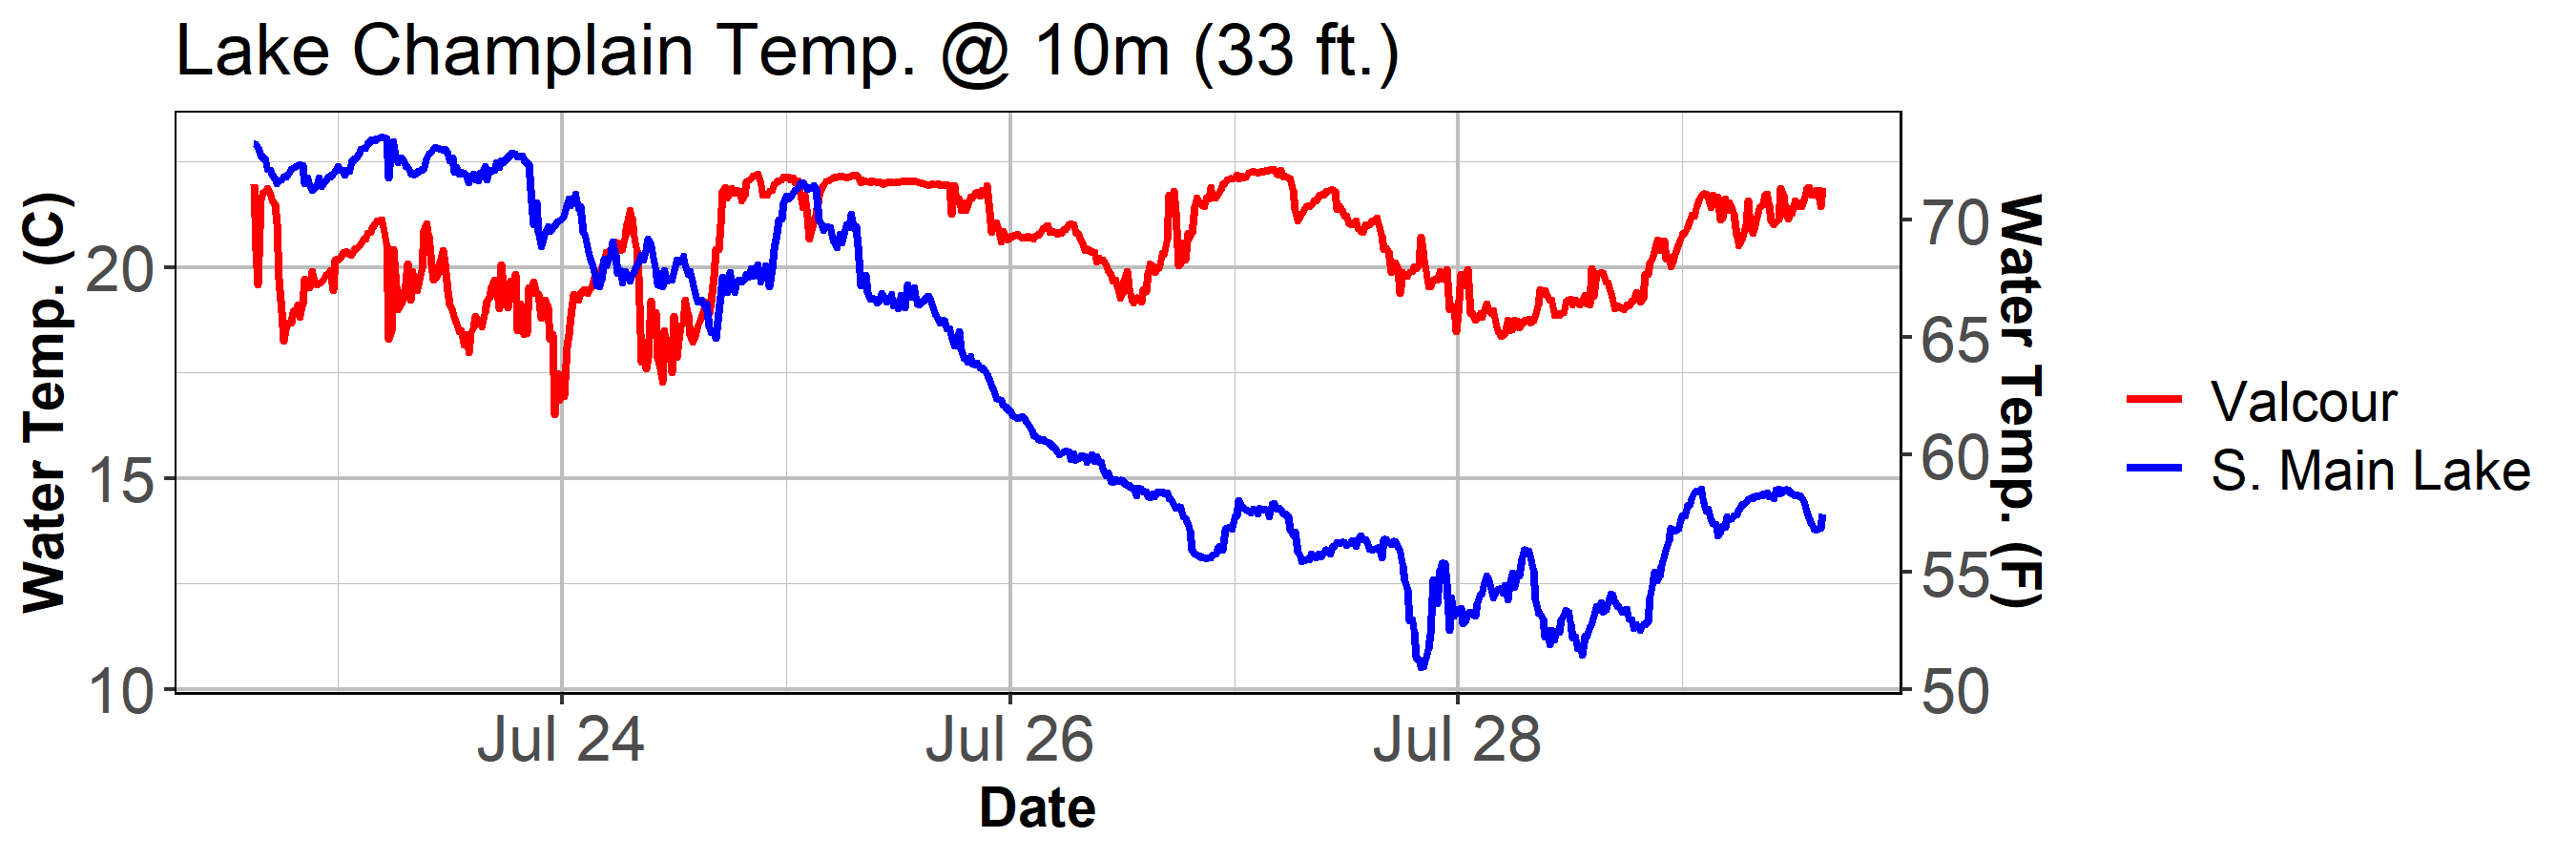 Lake Champlain Temp. @ 10m (33 ft.)
Water Temp. (C)
20
15
10
Jul 24
Jul 26
Jul 28
Date
70
65
60
55
50
Water Temp. (F)
Valcour
S. Main Lake